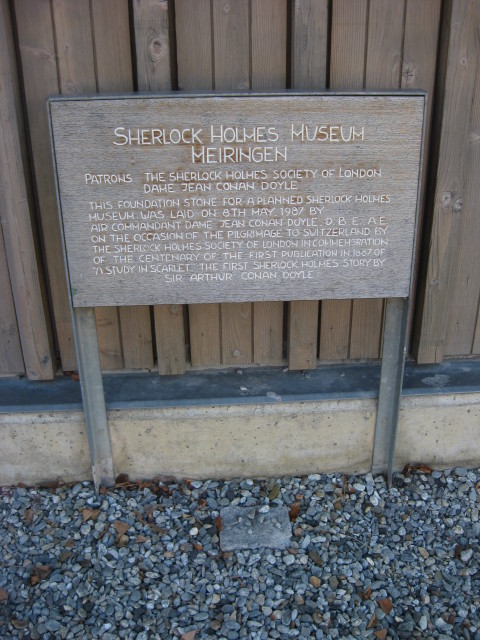 SHERLOCK HOLMES MUSEUM
MEIRINGEN
PATRONS THE SHERLOCK HOLMES SOCIETY OF LONDON
DAME JEAN CONAN DOYLE
THIS FOUNDATION STONE FOR A PLANNED SHERLOCK HOLMES
MUSEUM WAS LAID ON 8TH MAY 1987 BY
AIR COMMANDANT DAME JEAN CONAN DOYLE, D.B.E. A.E
ON THE OCCASION OF THE PILGRIMAGE TO SWITZERLAND BY
THE SHERLOCK HOLMES SOCIETY OF LONDON IN COMMEMORATION
OF THE CENTENARY OF THE FIRST PUBLICATION IN 1887 OF
"A STUDY IN SCARLET", THE FIRST SHERLOCK HOLMES STORY BY
SIR ARTHUR CONAN DOYLE